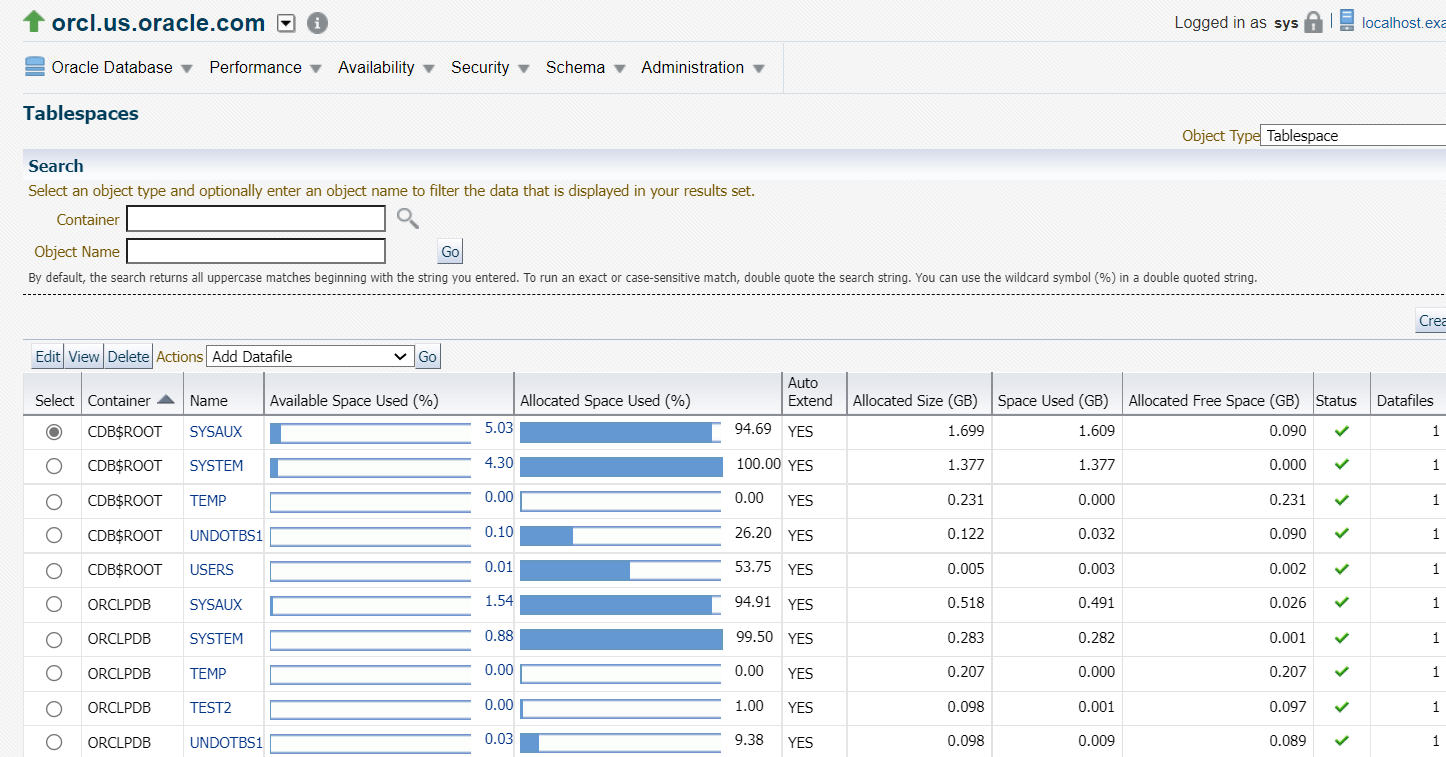 orcl.us.oracle.com
Logged in as sys | localhost.exa
Oracle Database Performance Availability Security Schema Administration
Tablespaces
Object Type Tablespace
Search
Select an object type and optionally enter an object name to filter the data that is displayed in your results set.
Container
Object Name Go
By default, the search returns all uppercase matches beginning with the string you entered. To run an exact or case-sensitive match, double quote the search string. You can use the wildcard symbol (%) in a double quoted string.
Crea
Edit View Delete Actions Add Datafile Go
Select Container Name Available Space Used (%) Allocated Space Used (%) Auto Extend Allocated Size (GB) Space Used (GB) Allocated Free Space (GB) Status Datafiles
CDB$ROOT SYSAUX 5.03 94.69 YES 1.699 1.609 0.090 1
CDB$ROOT SYSTEM 4.30 100.00 YES 1.377 1.377 0.000 1
CDB$ROOT TEMP 0.00 0.00 YES 0.231 0.000 0.231 1
CDB$ROOT UNDOTBS1 0.10 26.20 YES 0.122 0.032 0.090 1
CDB$ROOT USERS 0.01 53.75 YES 0.005 0.003 0.002 1
ORCLPDB SYSAUX 1.54 94.91 YES 0.518 0.491 0.026 1
ORCLPDB SYSTEM 0.88 99.50 YES 0.283 0.282 0.001 1
ORCLPDB TEMP 0.00 0.00 YES 0.207 0.000 0.207 1
ORCLPDB TEST2 0.00 1.00 YES 0.098 0.001 0.097 1
ORCLPDB UNDOTBS1 0.03 9.38 YES 0.098 0.009 0.089 1